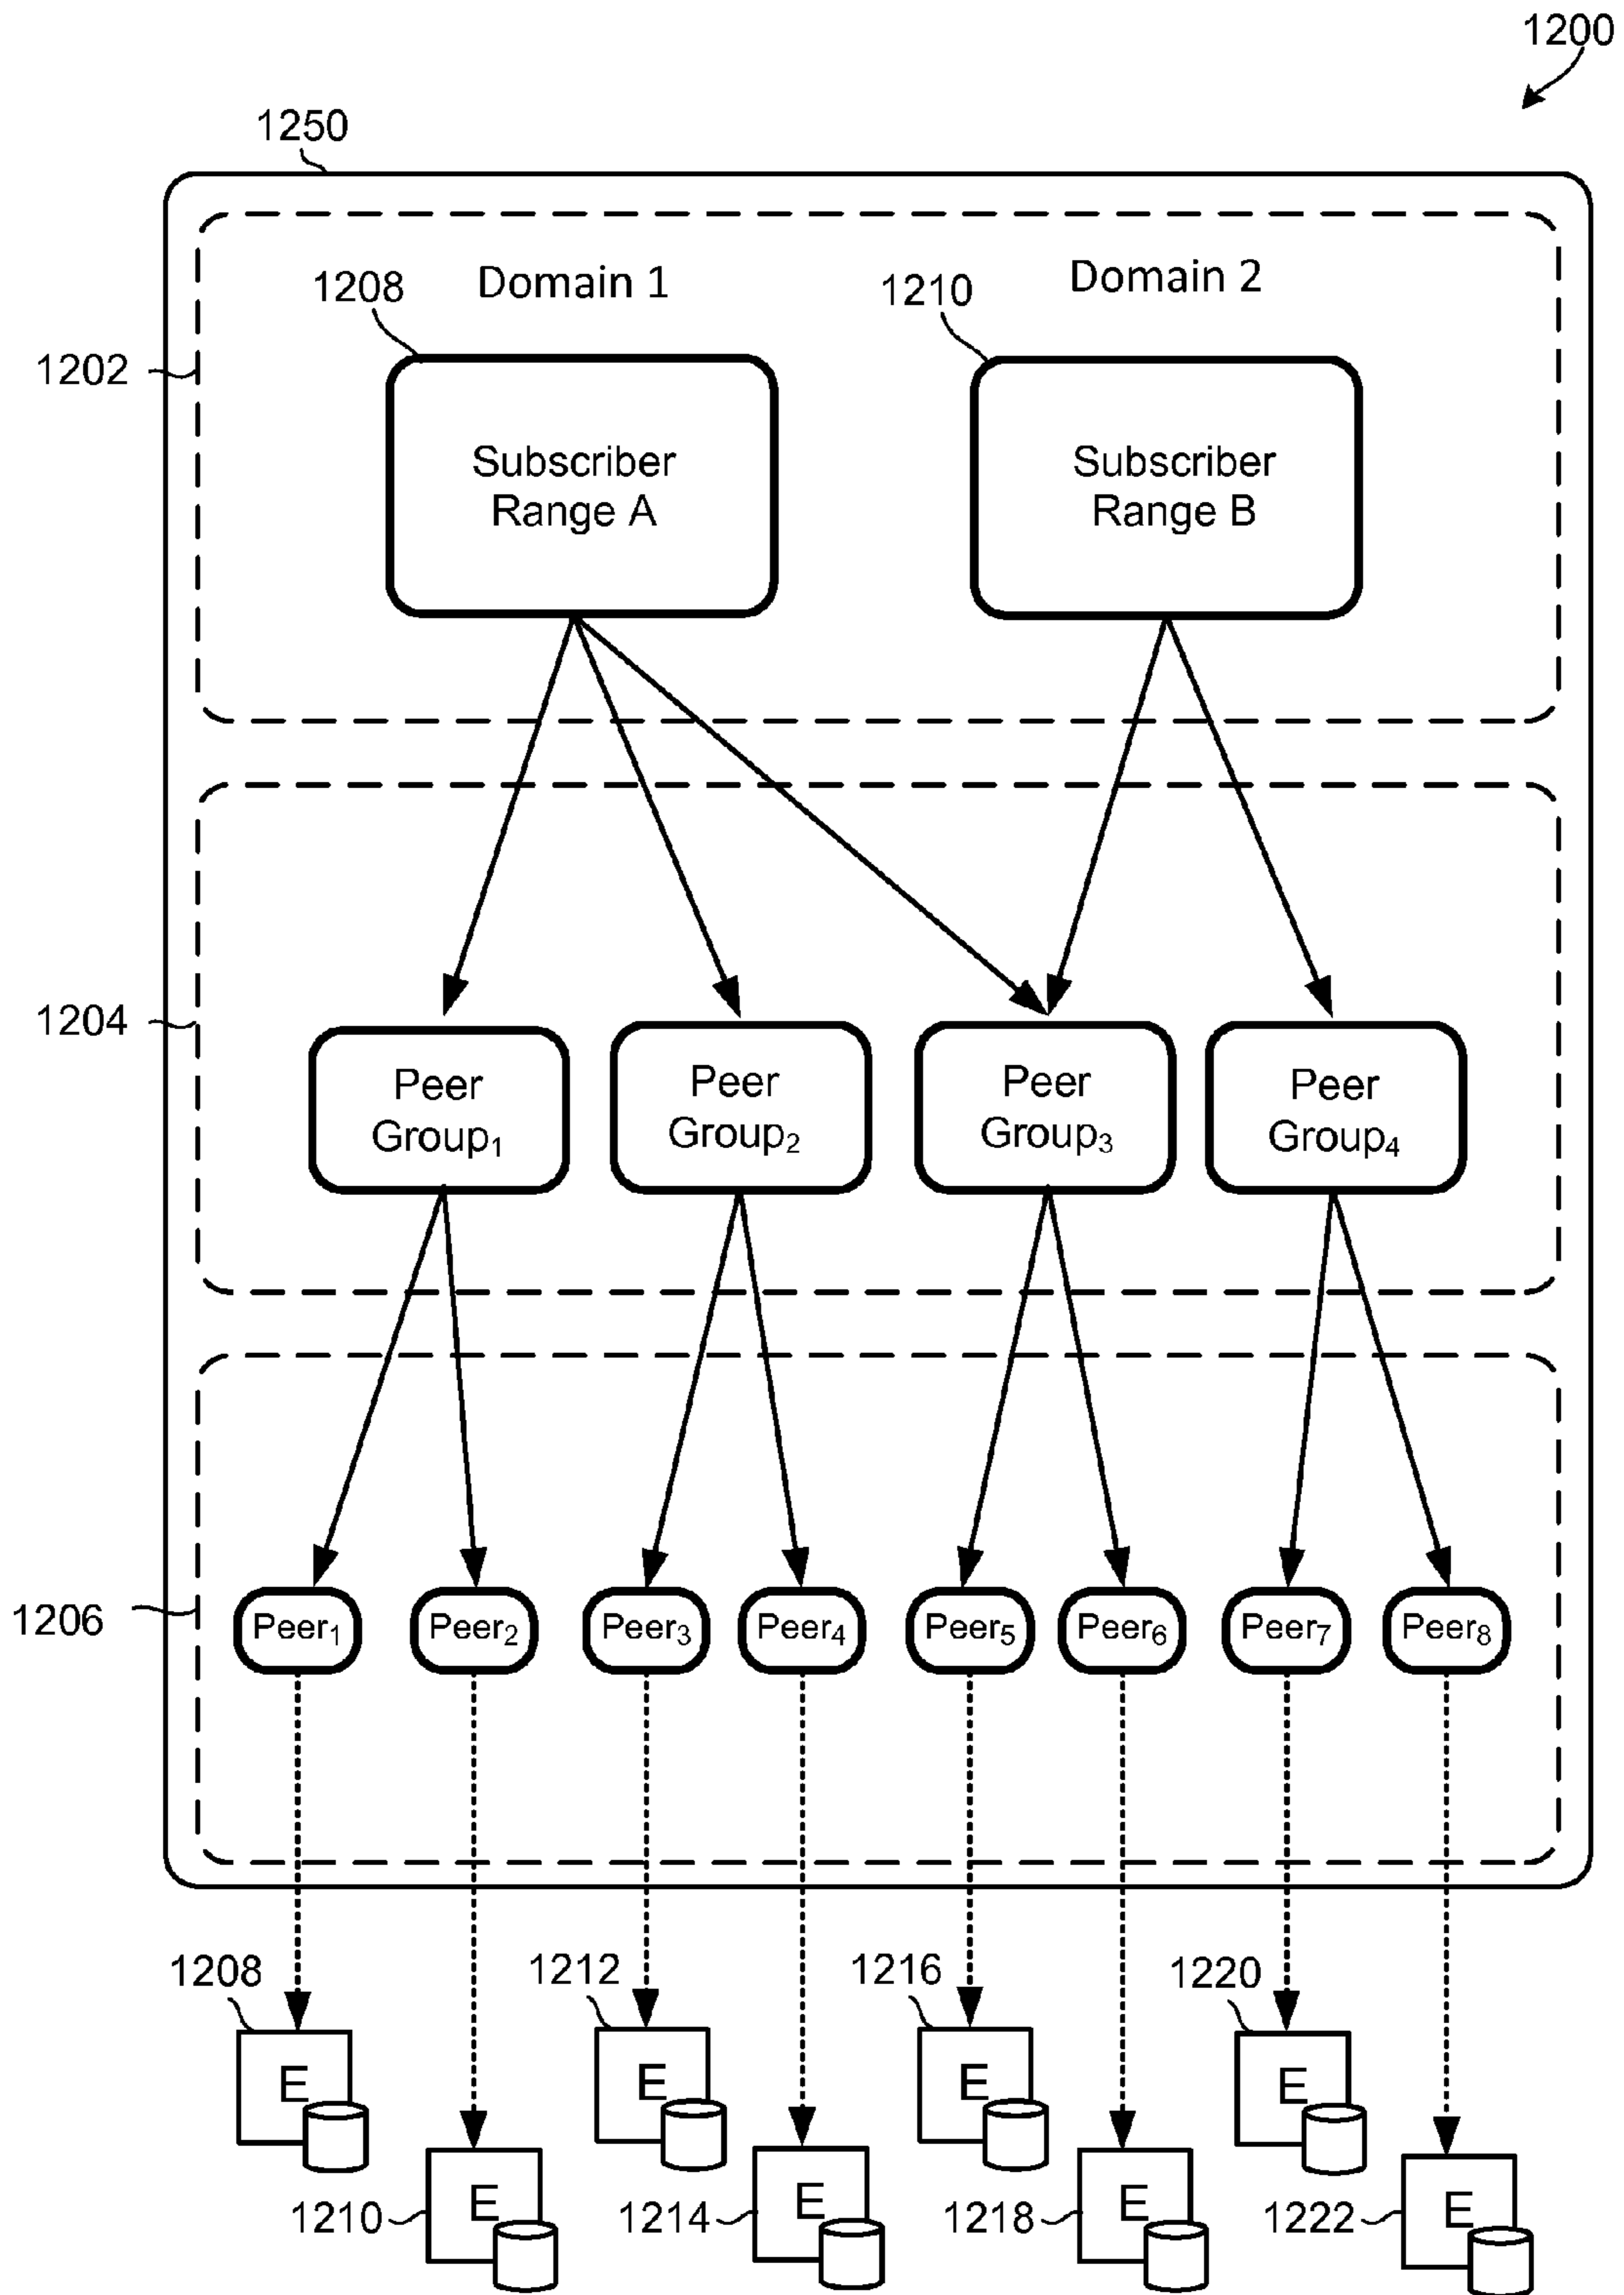 1200
1250
1208
Domain 1
1210
Domain 2
1202
Subscriber
Range A
Subscriber
Range B
1204
Peer
Group₁
Peer
Group₂
Peer
Group₃
Peer
Group₄
1206
Peer₁
Peer₂
Peer₃
Peer₄
Peer₅
Peer₆
Peer₇
Peer₈
1208
E
1212
E
1216
E
1220
E
1210
E
1214
E
1218
E
1222
E